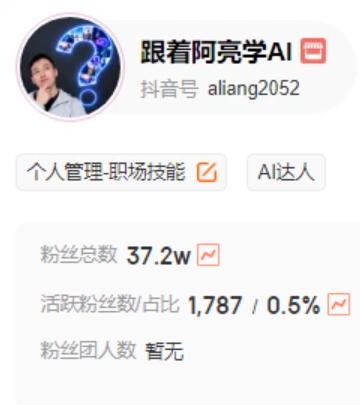 跟着阿亮学AI
抖音号 aliang2052
个人管理-职场技能 AI达人
粉丝总数 37.2w
活跃粉丝数/占比 1,787 / 0.5%
粉丝团人数 暂无